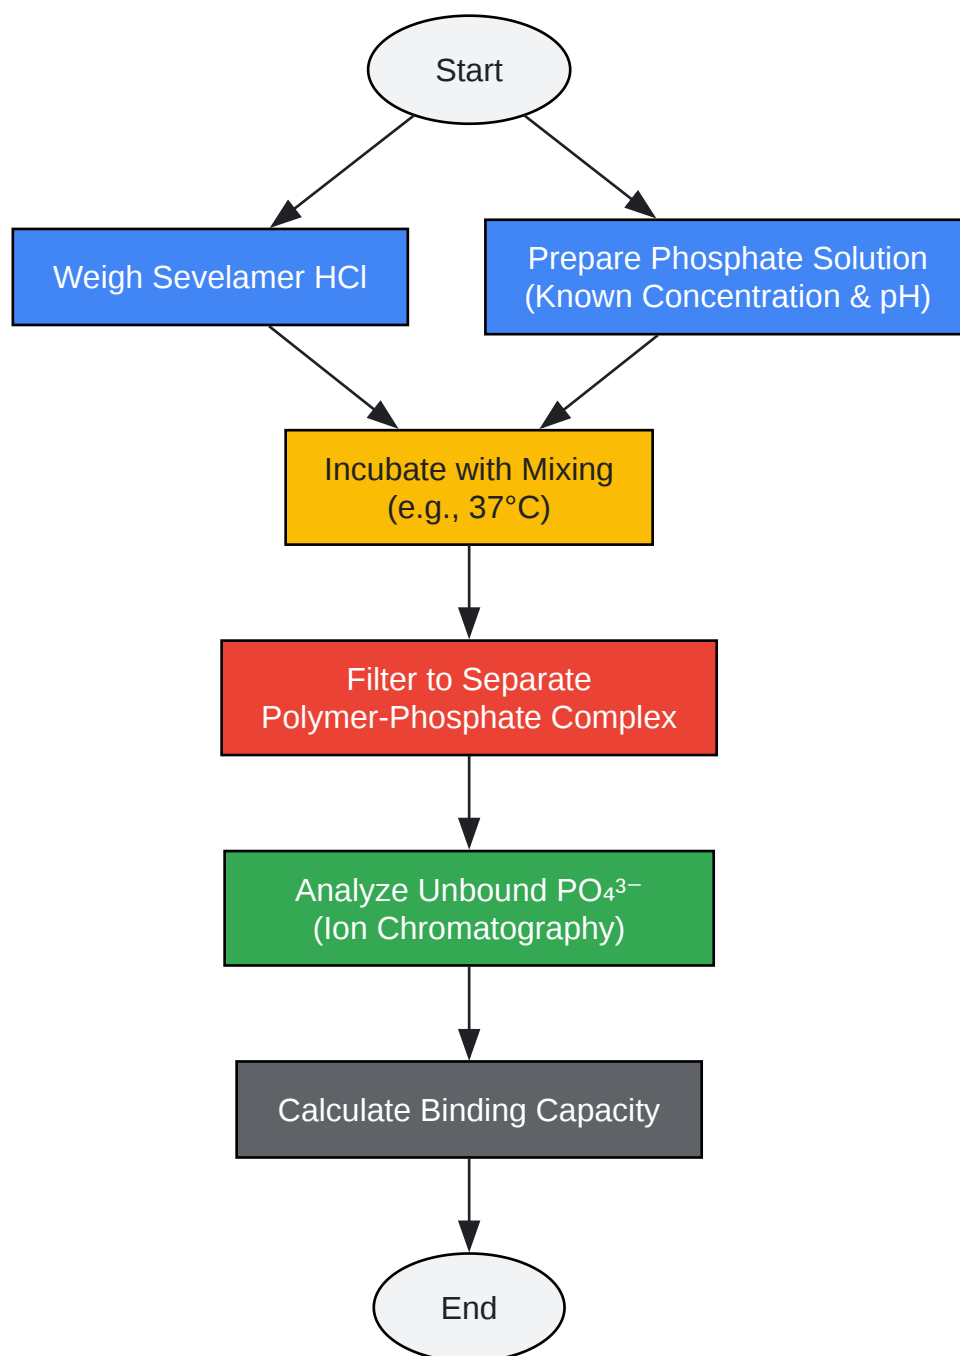 Start
Weigh Sevelamer HCl
Prepare Phosphate Solution
(Known Concentration & pH)
Incubate with Mixing
(e.g., 37°C)
Filter to Separate
Polymer-Phosphate Complex
Analyze Unbound PO₄³⁻
(Ion Chromatography)
Calculate Binding Capacity
End